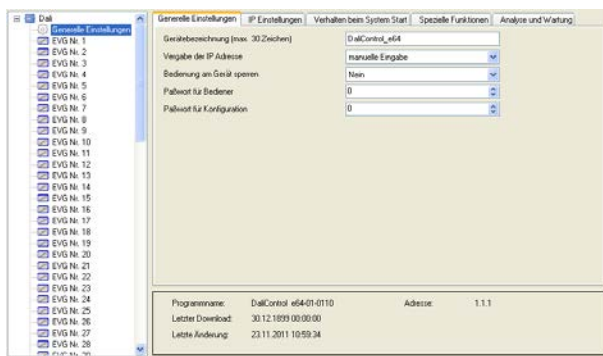 Dali
Generelle Einstellungen
EVG Nr. 1
EVG Nr. 2
EVG Nr. 3
EVG Nr. 4
EVG Nr. 5
EVG Nr. 6
EVG Nr. 7
EVG Nr. 8
EVG Nr. 9
EVG Nr. 10
EVG Nr. 11
EVG Nr. 12
EVG Nr. 13
EVG Nr. 14
EVG Nr. 15
EVG Nr. 16
EVG Nr. 17
EVG Nr. 18
EVG Nr. 19
EVG Nr. 20
EVG Nr. 21
EVG Nr. 22
EVG Nr. 23
EVG Nr. 24
EVG Nr. 25
EVG Nr. 26
EVG Nr. 27
EVG Nr. 28
Generelle Einstellungen IP Einstellungen Verhalten beim System Start Spezielle Funktionen Analyse und Wartung
Gerätebezeichnung (max. 30 Zeichen) DaliControl_e64
Vergabe der IP Adresse manuelle Eingabe
Bedienung am Gerät sperren Nein
Paßwort für Bediener 0
Paßwort für Konfiguration 0
Programmname: DaliControl e64-01-0110 Adresse: 1.1.1
Letzter Download: 30.12.1899 00:00:00
Letzte Änderung: 23.11.2011 10:59:34